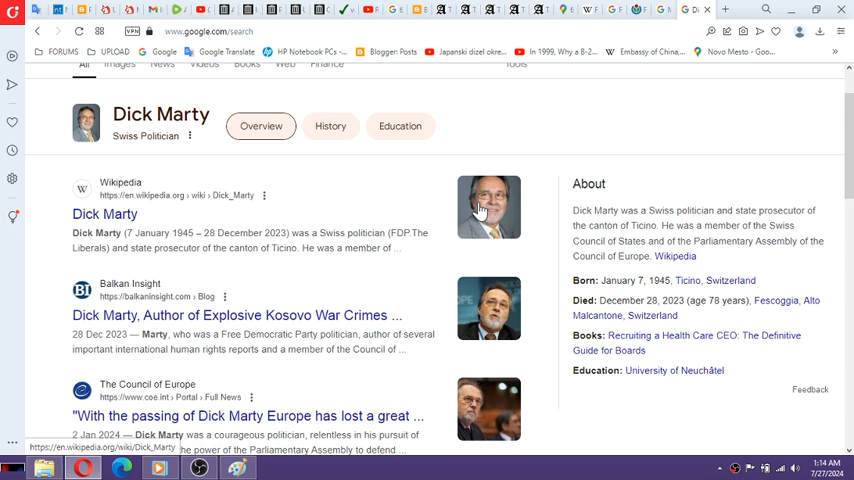 www.google.com/search
VPN
FORUMS
UPLOAD
Google
Google Translate
HP Notebook PCs -...
Blogger: Posts
Japanski dizel okre...
In 1999, Why a B-2...
Embassy of China,...
Novo Mesto - Goo...
All
Images
News
Videos
Books
Web
Finance
Tools
Dick Marty
Swiss Politician
Overview
History
Education
Wikipedia
https://en.wikipedia.org › wiki › Dick_Marty
Dick Marty
Dick Marty (7 January 1945 – 28 December 2023) was a Swiss politician (FDP.The
Liberals) and state prosecutor of the canton of Ticino. He was a member of ...
Balkan Insight
https://balkaninsight.com › Blog
Dick Marty, Author of Explosive Kosovo War Crimes ...
28 Dec 2023 — Marty, who was a Free Democratic Party politician, author of several
important international human rights reports and a member of the Council of ...
The Council of Europe
https://www.coe.int › Portal › Full News
"With the passing of Dick Marty Europe has lost a great ...
2 Jan 2024 — Dick Marty was a courageous politician, relentless in his pursuit of
he power of the Parliamentary Assembly to defend ...
https://en.wikipedia.org/wiki/Dick_Marty
About
Dick Marty was a Swiss politician and state prosecutor of
the canton of Ticino. He was a member of the Swiss
Council of States and of the Parliamentary Assembly of the
Council of Europe. Wikipedia
Born: January 7, 1945, Ticino, Switzerland
Died: December 28, 2023 (age 78 years), Fescoggia, Alto
Malcantone, Switzerland
Books: Recruiting a Health Care CEO: The Definitive
Guide for Boards
Education: University of Neuchâtel
Feedback
1:14 AM
7/27/2024